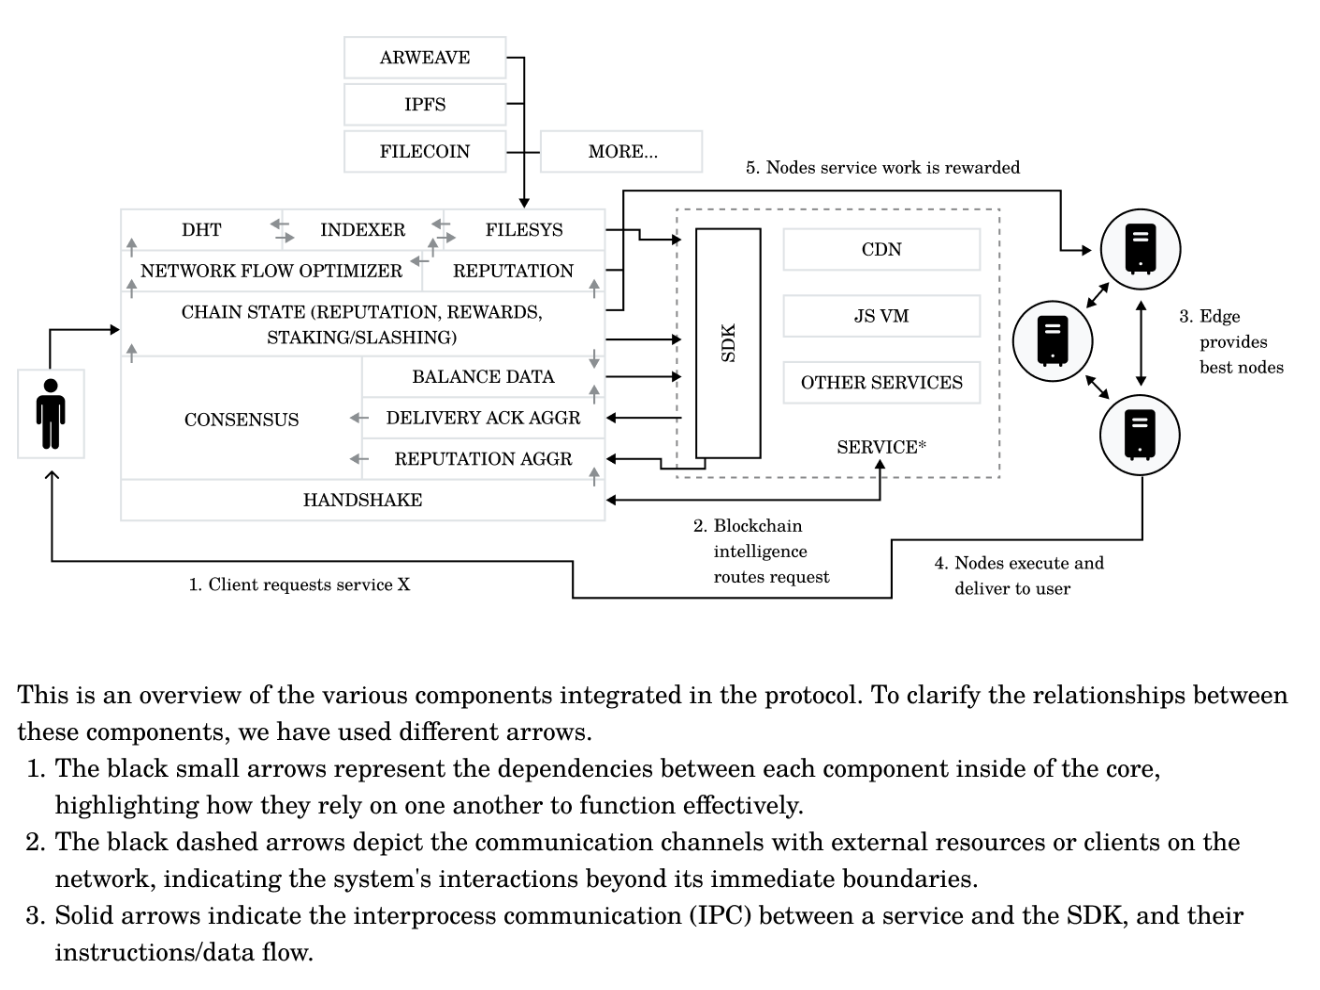 ARWEAVE
IPFS
FILECOIN
MORE...
5. Nodes service work is rewarded
DHT
INDEXER
FILESYS
NETWORK FLOW OPTIMIZER
REPUTATION
CHAIN STATE (REPUTATION, REWARDS,
STAKING/SLASHING)
BALANCE DATA
CONSENSUS
DELIVERY ACK AGGR
REPUTATION AGGR
HANDSHAKE
SDK
CDN
JS VM
OTHER SERVICES
SERVICE*
3. Edge
provides
best nodes
2. Blockchain
intelligence
routes request
4. Nodes execute and
deliver to user
1. Client requests service X
This is an overview of the various components integrated in the protocol. To clarify the relationships between
these components, we have used different arrows.
1. The black small arrows represent the dependencies between each component inside of the core,
highlighting how they rely on one another to function effectively.
2. The black dashed arrows depict the communication channels with external resources or clients on the
network, indicating the system's interactions beyond its immediate boundaries.
3. Solid arrows indicate the interprocess communication (IPC) between a service and the SDK, and their
instructions/data flow.